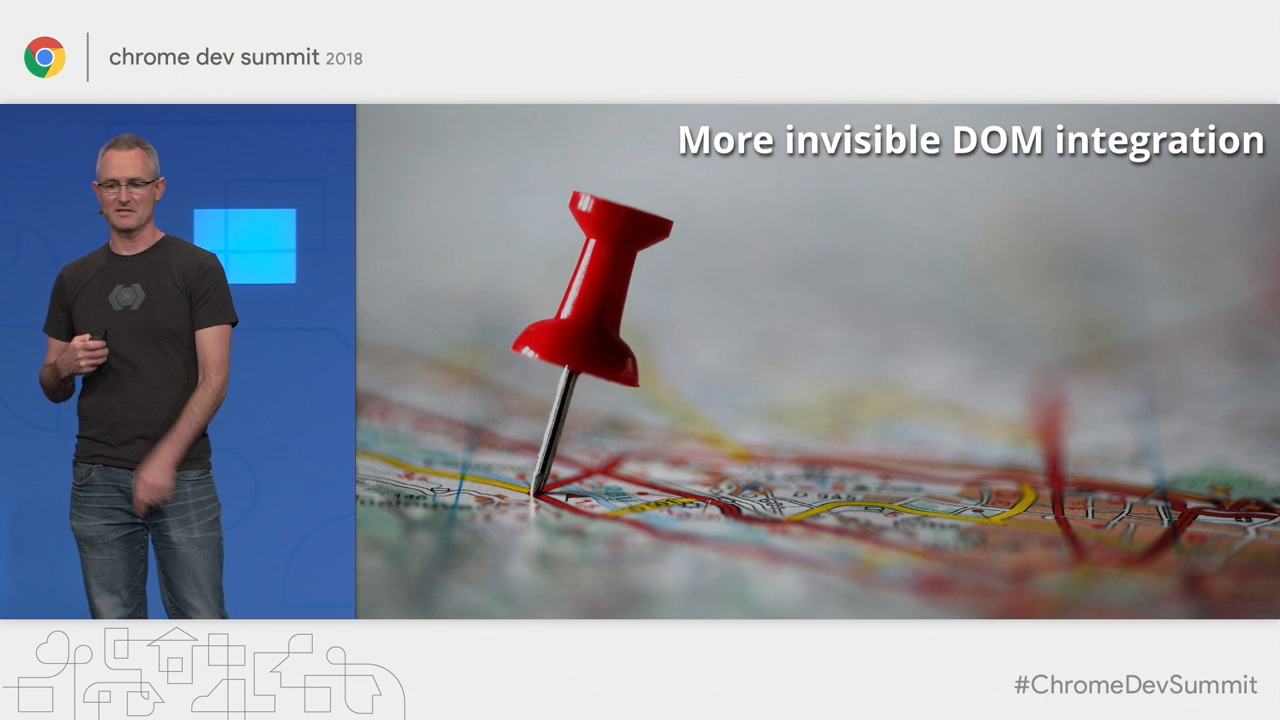 chrome dev summit 2018
More invisible DOM integration
#ChromeDevSummit